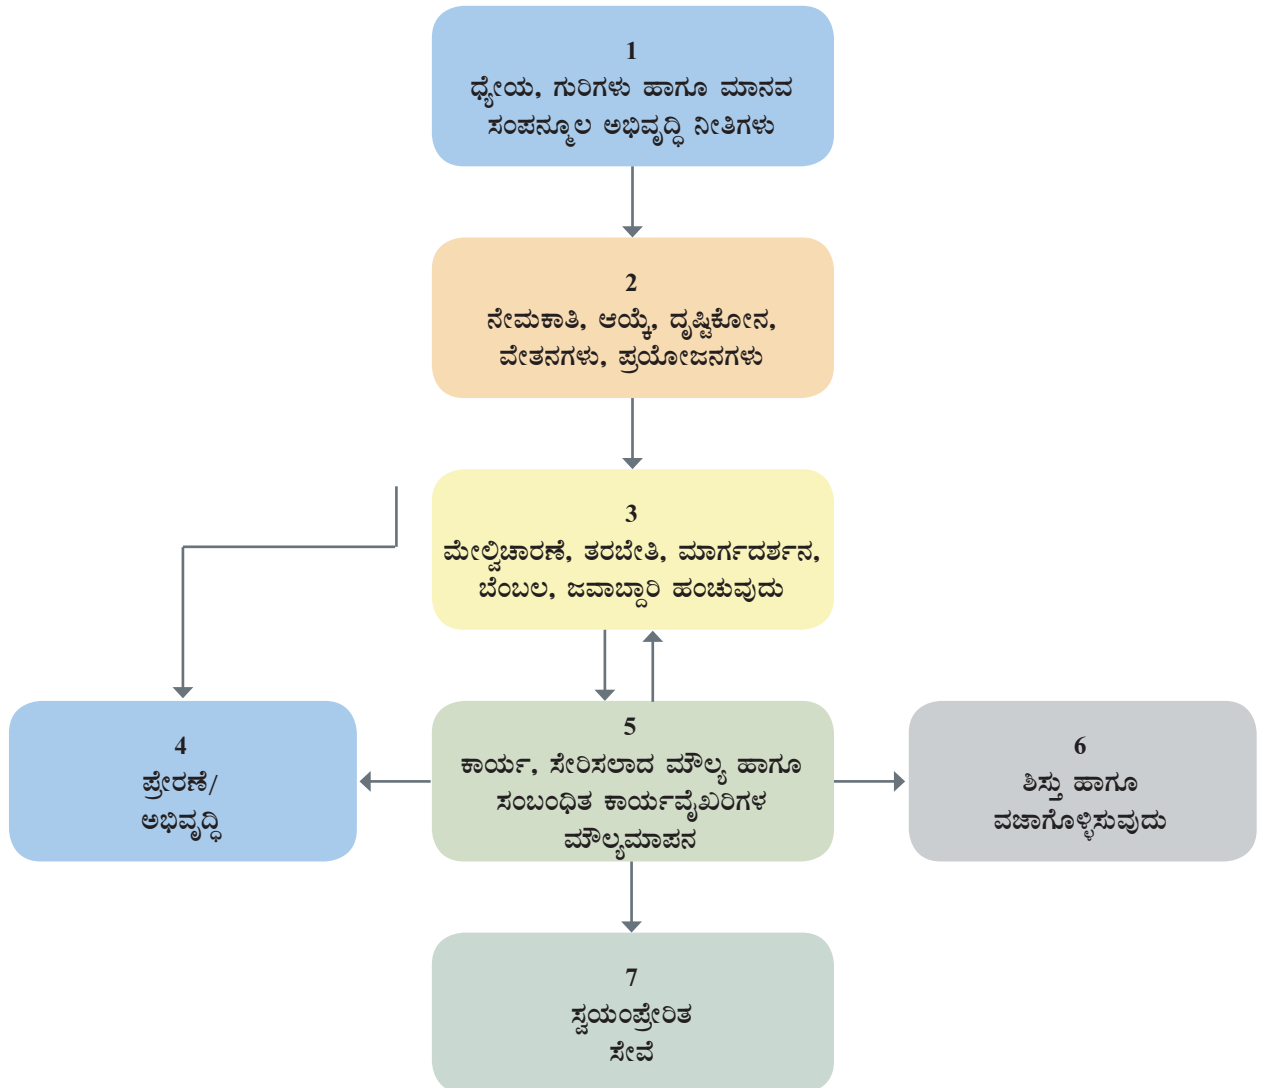 1
ಧ್ಯೇಯ, ಗುರಿಗಳು ಹಾಗೂ ಮಾನವ
ಸಂಪನ್ಮೂಲ ಅಭಿವೃದ್ಧಿ ನೀತಿಗಳು
2
ನೇಮಕಾತಿ, ಆಯ್ಕೆ, ದೃಷ್ಟಿಕೋನ,
ವೇತನಗಳು, ಪ್ರಯೋಜನಗಳು
3
ಮೇಲ್ವಿಚಾರಣೆ, ತರಬೇತಿ, ಮಾರ್ಗದರ್ಶನ,
ಬೆಂಬಲ, ಜವಾಬ್ದಾರಿ ಹಂಚುವುದು
4
ಪ್ರೇರಣೆ/
ಅಭಿವೃದ್ಧಿ
5
ಕಾರ್ಯ, ಸೇರಿಸಲಾದ ಮೌಲ್ಯ ಹಾಗೂ
ಸಂಬಂಧಿತ ಕಾರ್ಯವೈಖರಿಗಳ
ಮೌಲ್ಯಮಾಪನ
6
ಶಿಸ್ತು ಹಾಗೂ
ವಜಾಗೊಳ್ಳಿಸುವುದು
7
ಸ್ವಯಂಪ್ರೇರಿತ
ಸೇವೆ